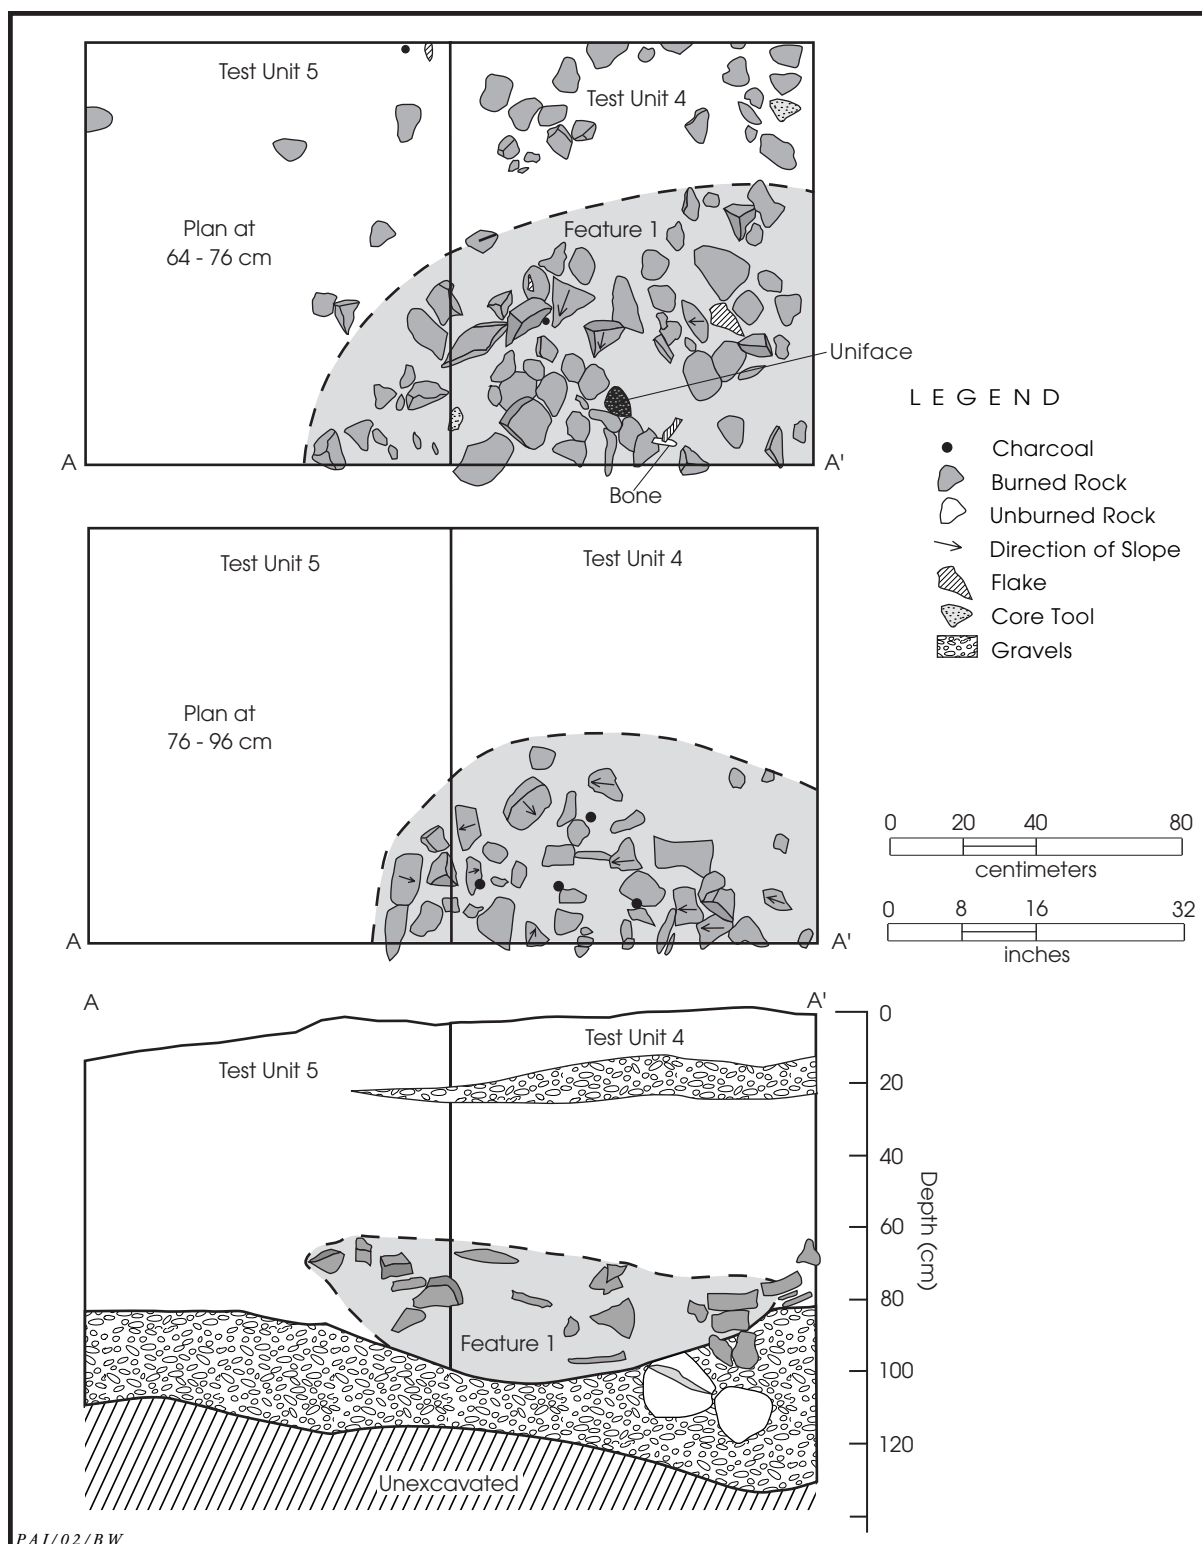 Test Unit 5
Test Unit 4
Plan at
64 - 76 cm
Feature 1
Uniface
A
A'
Bone
L E G E N D
Charcoal
Burned Rock
Unburned Rock
Direction of Slope
Flake
Core Tool
Gravels
Test Unit 5
Test Unit 4
Plan at
76 - 96 cm
A
A'
0 20 40 80
centimeters
0 8 16 32
inches
A
A'
Test Unit 4
Test Unit 5
0
20
40
60
80
100
120
Depth (cm)
Feature 1
Unexcavated
PAI/02/BW